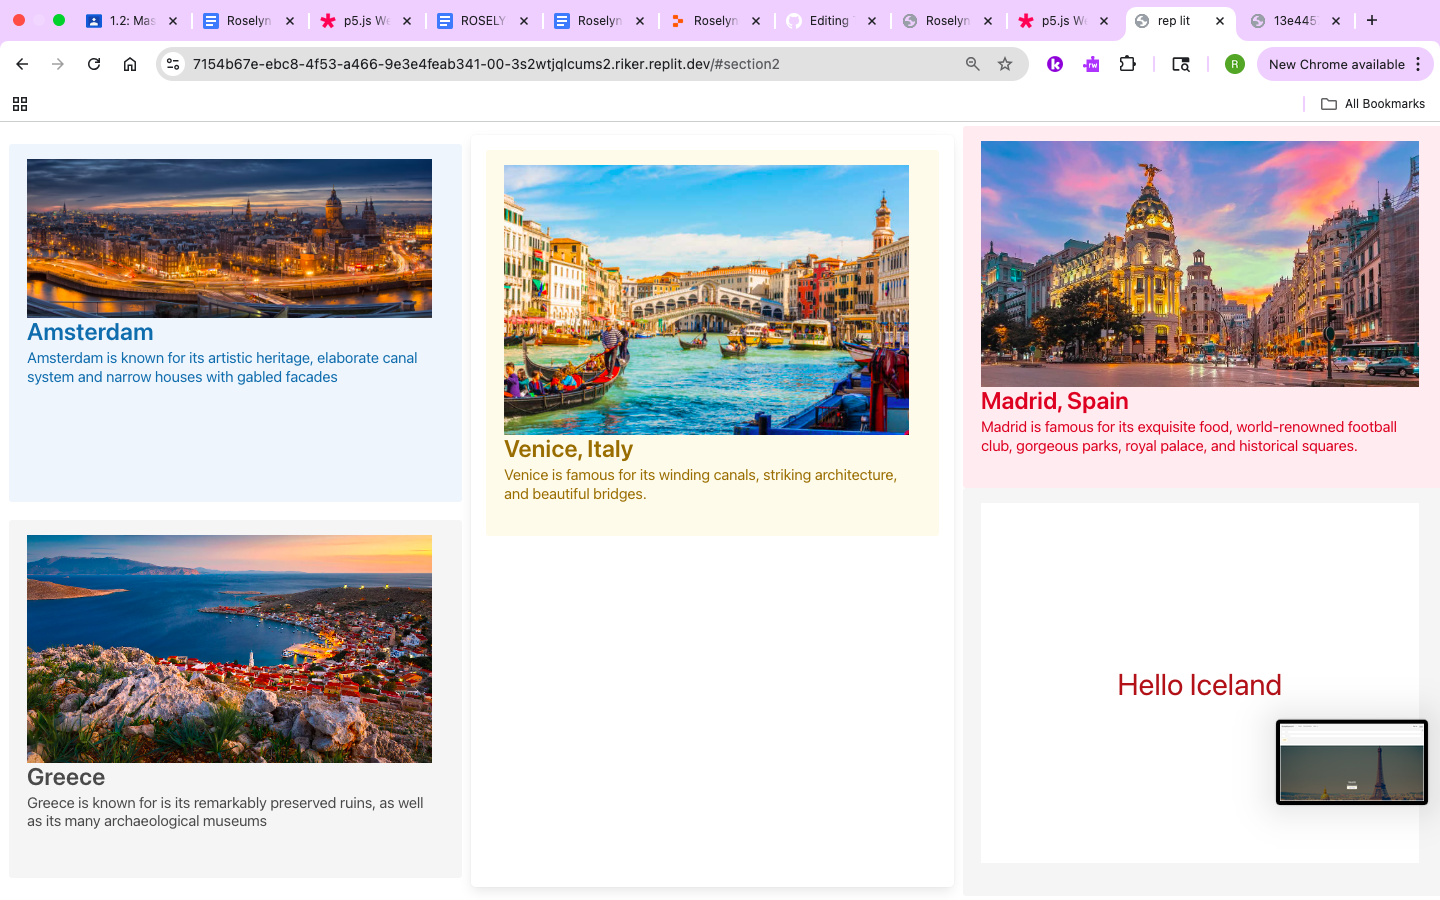 1.2: Mas
Roselyn
p5.js We
ROSELY
Roselyn
Roselyn
Editing
Roselyn
p5.js We
rep lit
13e445
7154b67e-ebc8-4f53-a466-9e3e4feab341-00-3s2wtjqlcums2.riker.replit.dev/#section2
R
New Chrome available
All Bookmarks
Amsterdam
Amsterdam is known for its artistic heritage, elaborate canal
system and narrow houses with gabled facades
Greece
Greece is known for is its remarkably preserved ruins, as well
as its many archaeological museums
Venice, Italy
Venice is famous for its winding canals, striking architecture,
and beautiful bridges.
Madrid, Spain
Madrid is famous for its exquisite food, world-renowned football
club, gorgeous parks, royal palace, and historical squares.
Hello Iceland